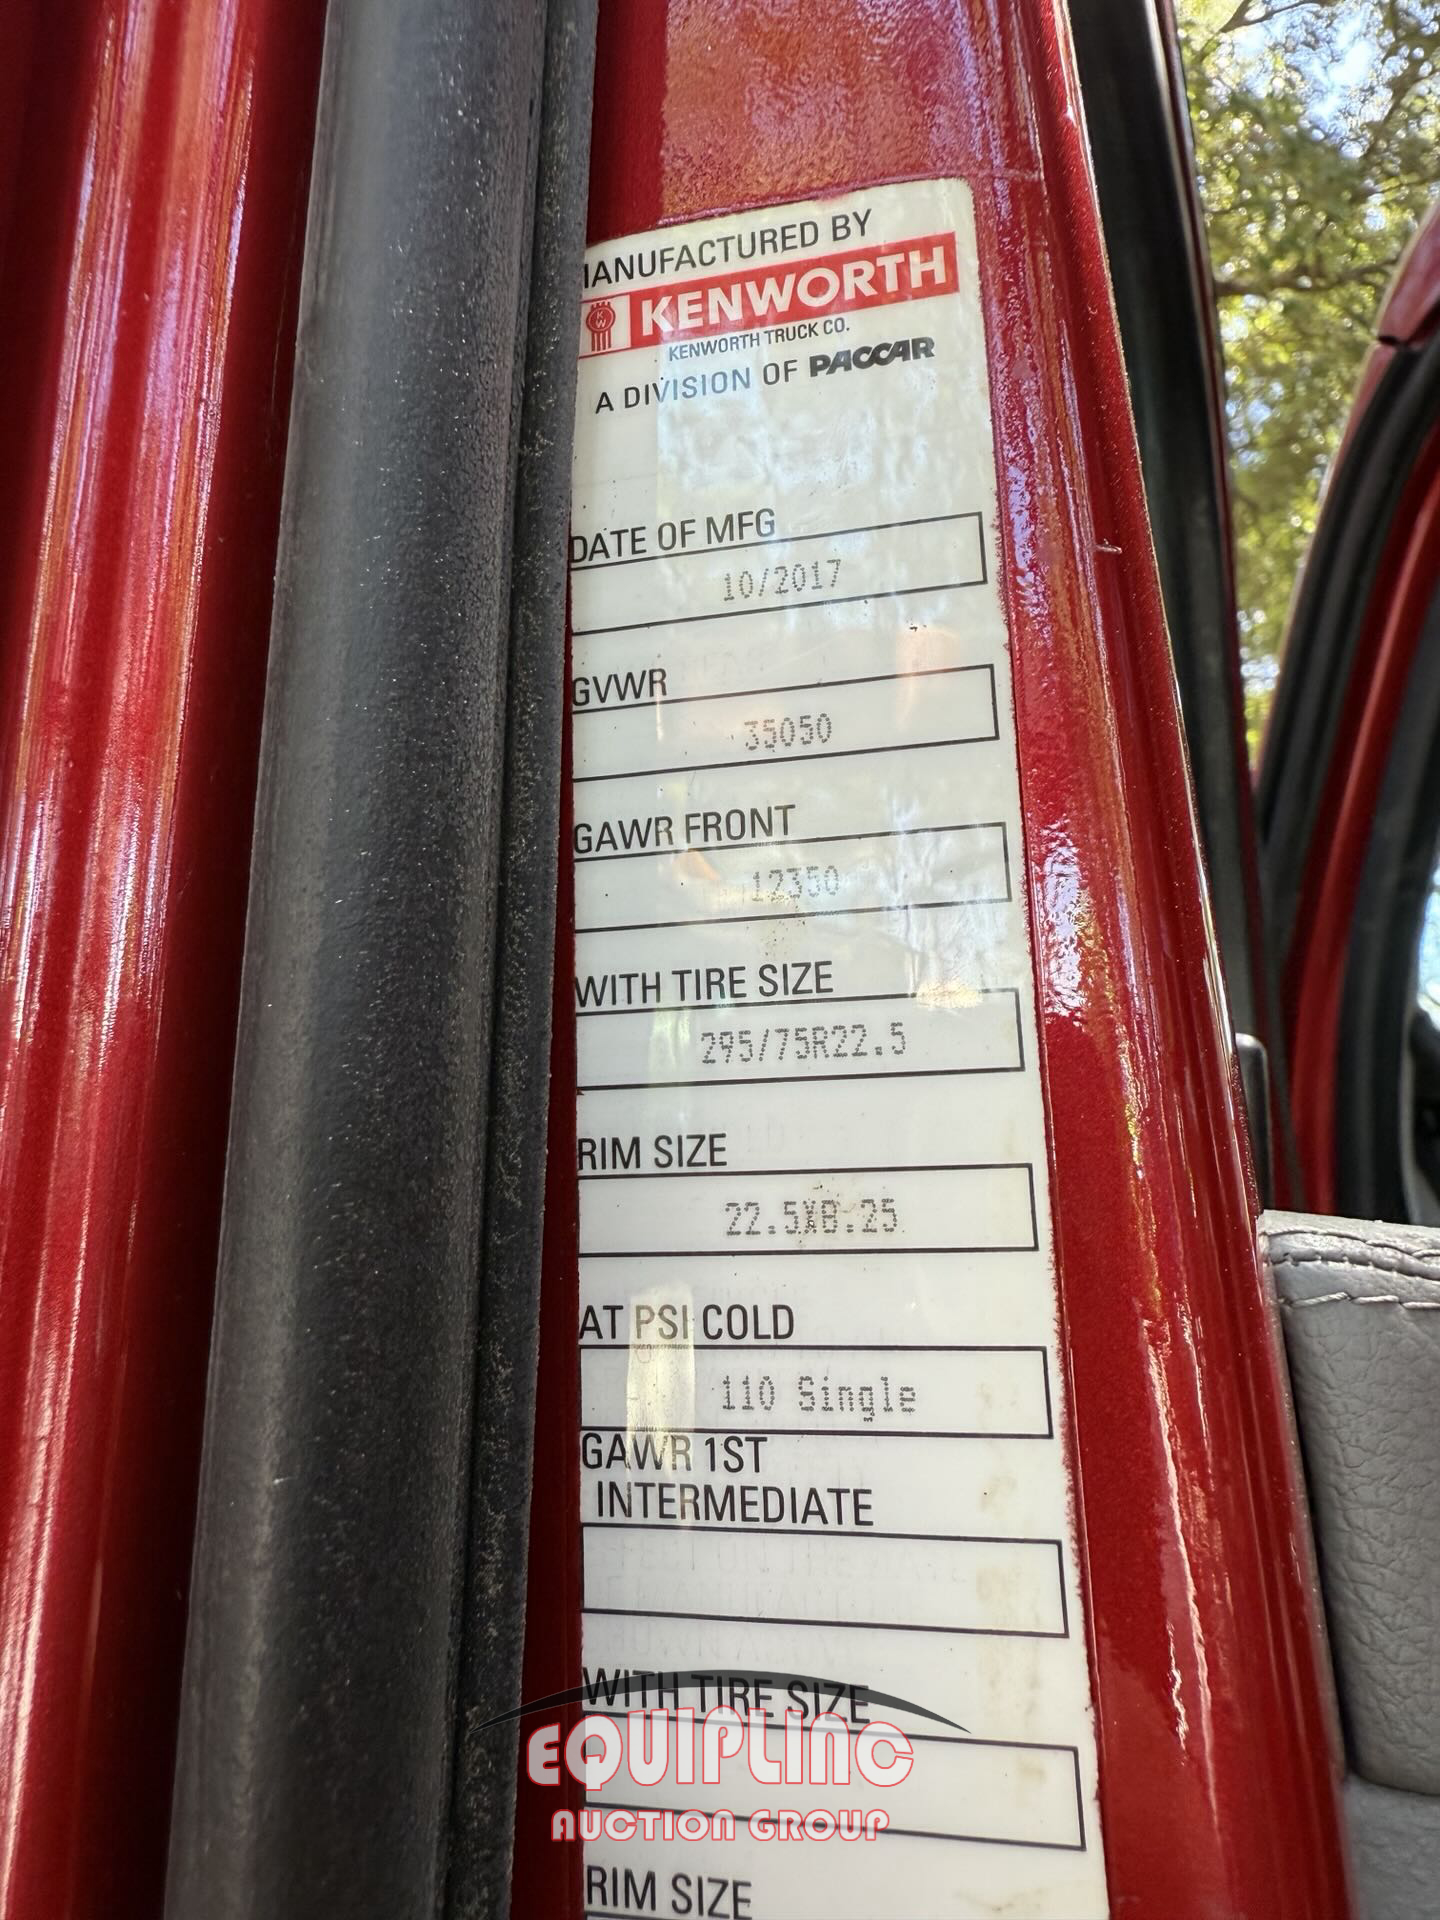 MANUFACTURED BY
KW KENWORTH
KENWORTH TRUCK CO.
A DIVISION OF PACCAR
DATE OF MFG
10/2017
GVWR
35050
GAWR FRONT
12350
WITH TIRE SIZE
295/75R22.5
RIM SIZE
22.5X8.25
AT PSI COLD
110 Single
GAWR 1ST
INTERMEDIATE
WITH TIRE SIZE
EQUIPLINC
AUCTION GROUP
RIM SIZE